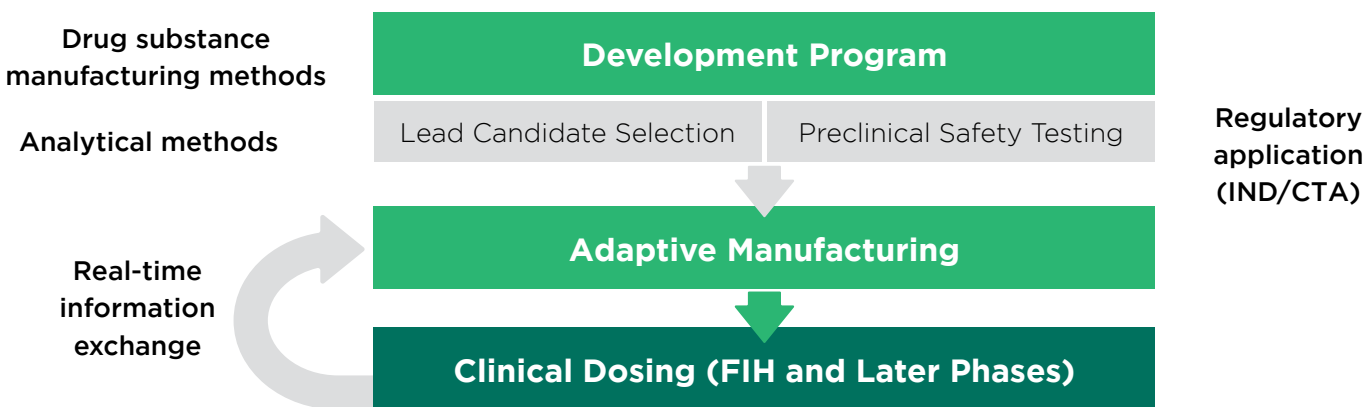 Drug substance
manufacturing methods
Analytical methods
Development Program
Lead Candidate Selection
Preclinical Safety Testing
Regulatory
application
(IND/CTA)
Adaptive Manufacturing
Real-time
information
exchange
Clinical Dosing (FIH and Later Phases)